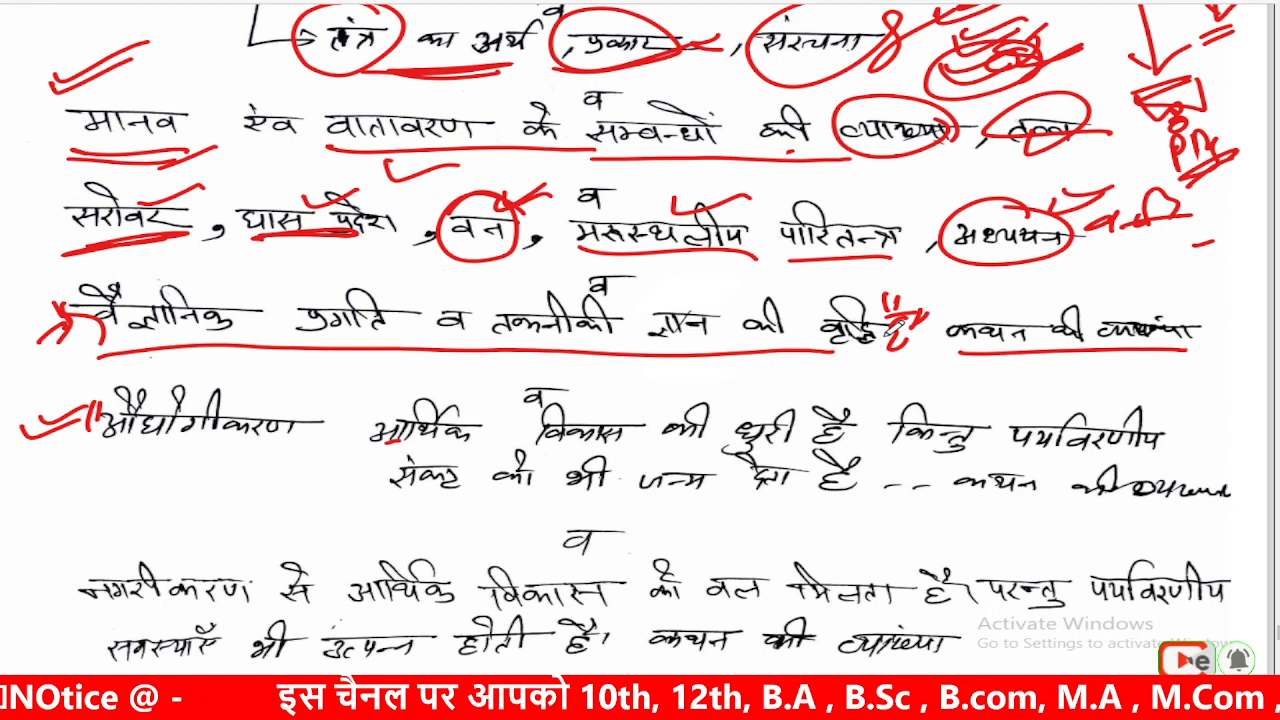 तंत्र का अर्थ, प्रकार, संरचना
व
मानव एंव वातावरण के सम्बन्धों की व्याख्या, तत्व
व
सरोवर, घास प्रदेश, वन, मरुस्थलीय पारितन्त्र, अध्ययन
व
वैज्ञानिक प्रगति व तकनीकी ज्ञान की वृद्धि कथन की व्याख्या
व
"औद्योगीकरण आर्थिक विकास की धुरी है किन्तु पर्यावरणीय
संकट को भी जन्म देता है -- कथन की व्याख्या
व
नगरीकरण से आर्थिक विकास को बल मिलता है। परन्तु पर्यावरणीय
समस्याएँ भी उत्पन्न होती है। कथन की व्याख्या
Activate Windows
Go to Settings to activate Windows.
NOtice @ - इस चैनल पर आपको 10th, 12th, B.A , B.Sc , B.com, M.A , M.Com ,